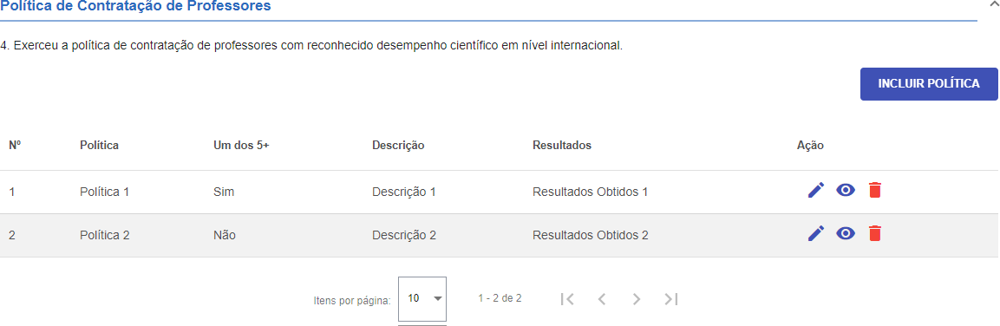 Política de Contratação de Professores
4. Exerceu a política de contratação de professores com reconhecido desempenho científico em nível internacional.
INCLUIR POLÍTICA
Nº Política Um dos 5+ Descrição Resultados Ação
1 Política 1 Sim Descrição 1 Resultados Obtidos 1
2 Política 2 Não Descrição 2 Resultados Obtidos 2
Itens por página: 10 1 - 2 de 2